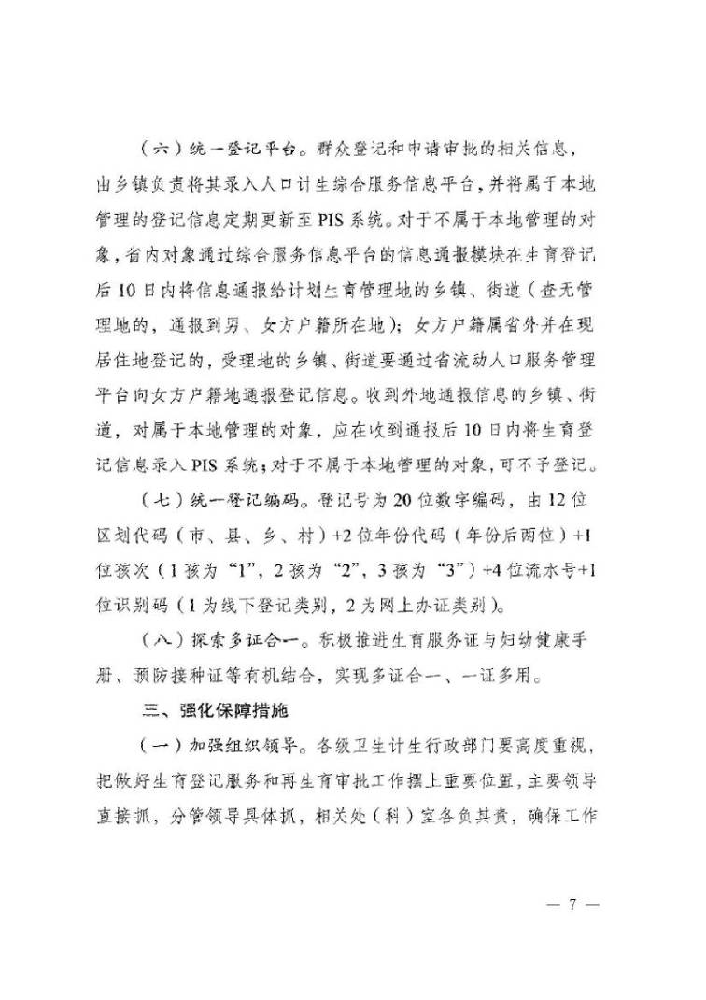 （六）统一登记平台。群众登记和申请审批的相关信息，
由乡镇负责将其录入人口计生综合服务信息平台，并将属于本地
管理的登记信息定期更新至 PIS 系统。对于不属于本地管理的对
象，省内对象通过综合服务信息平台的信息通报模块在生育登记
后 10 日内将信息通报给计划生育管理地的乡镇、街道（查无管
理地的，通报到男、女方户籍所在地）；女方户籍属省外并在现
居住地登记的，受理地的乡镇、街道要通过省流动人口服务管理
平台向女方户籍地通报登记信息。收到外地通报信息的乡镇、街
道，对属于本地管理的对象，应在收到通报后 10 日内将生育登
记信息录入 PIS 系统；对于不属于本地管理的对象，可不予登记。
（七）统一登记编码。登记号为 20 位数字编码，由 12 位
区划代码（市、县、乡、村）+2 位年份代码（年份后两位）+1
位孩次（1 孩为“1”，2 孩为“2”，3 孩为“3”）+4 位流水号+1
位识别码（1 为线下登记类别，2 为网上办证类别）。
（八）探索多证合一。积极推进生育服务证与妇幼健康手
册、预防接种证等有机结合，实现多证合一、一证多用。
三、强化保障措施
（一）加强组织领导。各级卫生计生行政部门要高度重视，
把做好生育登记服务和再生育审批工作摆上重要位置，主要领导
直接抓，分管领导具体抓，相关处（科）室各负其责，确保工作
— 7 —